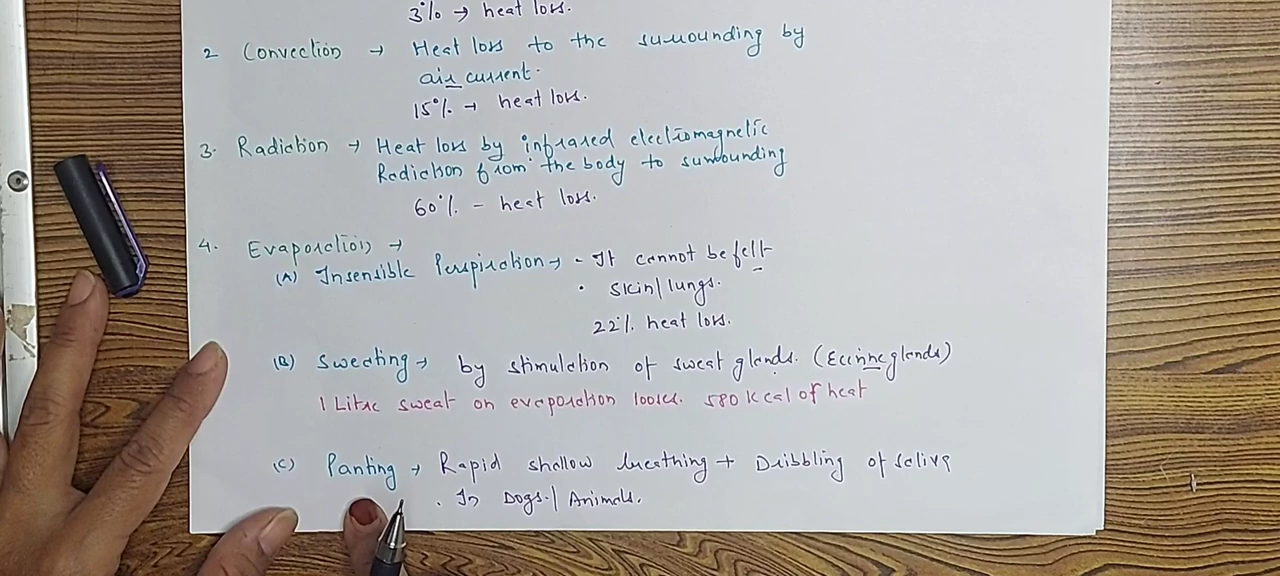 3% → heat loss.
2 Convection → Heat loss to the surrounding by
air current.
15% → heat loss.
3. Radiation → Heat loss by infrared electromagnetic
Radiation from the body to surrounding
60% - heat loss.
4. Evaporation →
(A) Insensible Perspiration → • It cannot be felt
• skin/lungs.
22% heat loss.
(B) Sweating → by stimulation of sweat glands. (Eccrine glands)
1 Litre sweat on evaporation looses. 580 kcal of heat
(C) Panting → Rapid shallow breathing + Dribbling of saliva
. In Dogs./Animals.